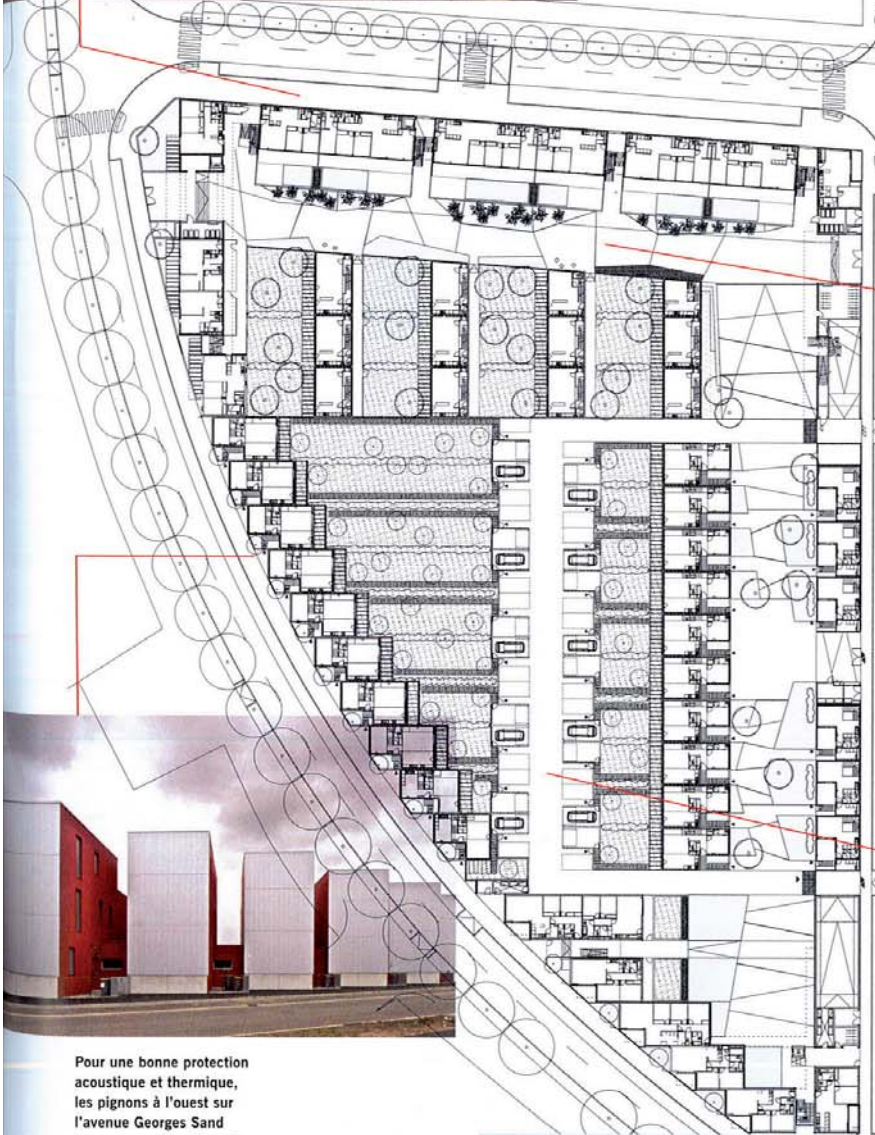 Pour une bonne protection
acoustique et thermique,
les pignons à l'ouest sur
l'avenue Georges Sand